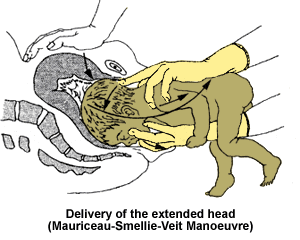 Delivery of the extended head
(Mauriceau-Smellie-Veit Manoeuvre)